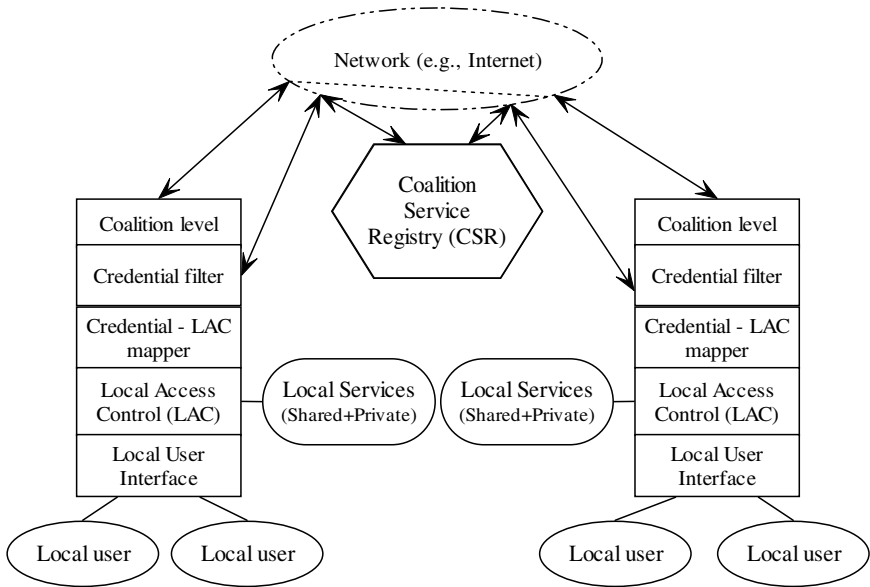 Network (e.g., Internet)
Coalition
Service
Registry (CSR)
Coalition level
Credential filter
Credential - LAC
mapper
Local Access
Control (LAC)
Local User
Interface
Local Services
(Shared+Private)
Local Services
(Shared+Private)
Coalition level
Credential filter
Credential - LAC
mapper
Local Access
Control (LAC)
Local User
Interface
Local user
Local user
Local user
Local user